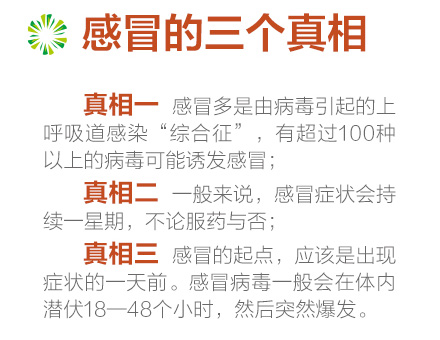 感冒的三个真相
真相一 感冒多是由病毒引起的上
呼吸道感染“综合征”，有超过100种
以上的病毒可能诱发感冒；
真相二 一般来说，感冒症状会持
续一星期，不论服药与否；
真相三 感冒的起点，应该是出现
症状的一天前。感冒病毒一般会在体内
潜伏18—48个小时，然后突然爆发。